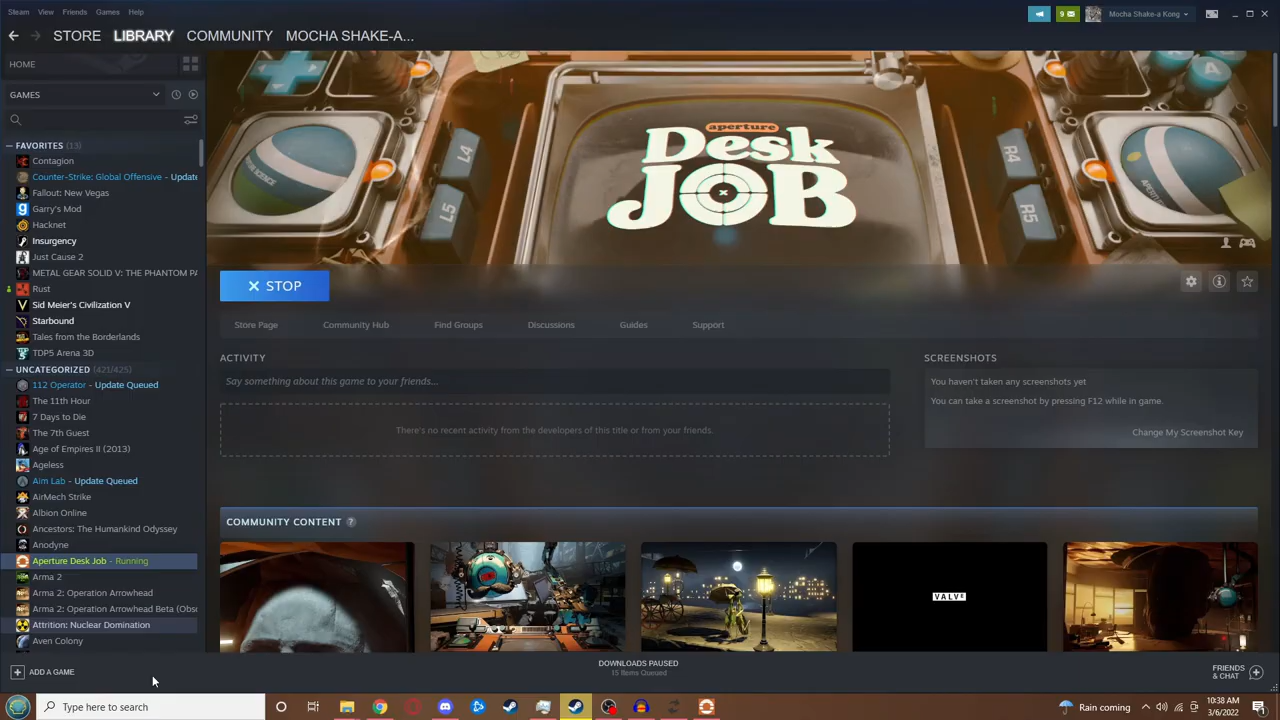 Steam View Friends Games Help
9
Mocha Shake-a Kong
STORE LIBRARY COMMUNITY MOCHA SHAKE-A...
HOME
GAMES
FAVORITES (13)
Contagion
Counter-Strike: Global Offensive - Update
Fallout: New Vegas
Garry's Mod
Hacknet
Insurgency
Just Cause 2
METAL GEAR SOLID V: THE PHANTOM PA
Rust
Sid Meier's Civilization V
Starbound
Tales from the Borderlands
TDP5 Arena 3D
UNCATEGORIZED (421/425)
112 Operator - Update Queued
The 11th Hour
7 Days to Die
The 7th Guest
Age of Empires II (2013)
Ageless
Aim Lab - Update Queued
AirMech Strike
Albion Online
Ancestors: The Humankind Odyssey
Anodyne
Aperture Desk Job - Running
Arma 2
Arma 2: Operation Arrowhead
Arma 2: Operation Arrowhead Beta (Obs
Attrition: Nuclear Domination
Aven Colony
ADD A GAME
aperture
Desk
JOB
L4
L5
R4
R5
A
STOP
Store Page Community Hub Find Groups Discussions Guides Support
ACTIVITY
Say something about this game to your friends...
There's no recent activity from the developers of this title or from your friends.
SCREENSHOTS
You haven't taken any screenshots yet
You can take a screenshot by pressing F12 while in game.
Change My Screenshot Key
COMMUNITY CONTENT ?
VALVE
DOWNLOADS PAUSED
15 Items Queued
FRIENDS
& CHAT
Type here to search
Rain coming
10:38 AM
3/6/2022